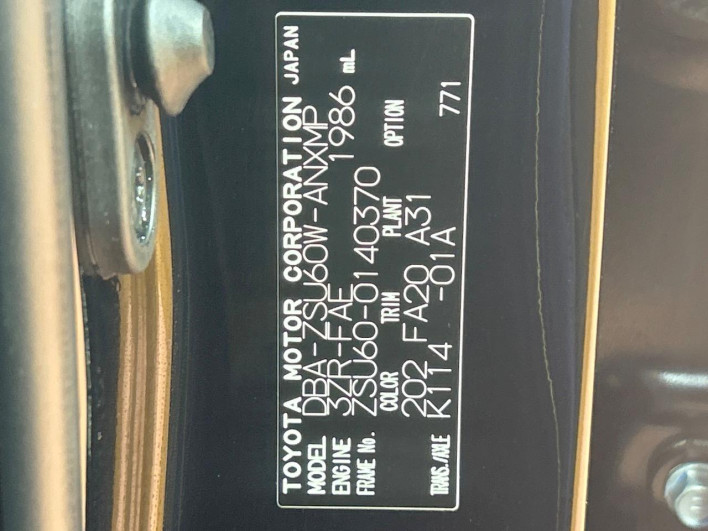 TOYOTA MOTOR CORPORATION JAPAN
MODEL DBA-ZSU60W-ANXMP
ENGINE 3ZR-FAE 1986 mL
FRAME No. ZSU60-0140370
COLOR TRIM PLANT OPTION
202 FA20 A31
TRANS./AXLE K114 -01A 771